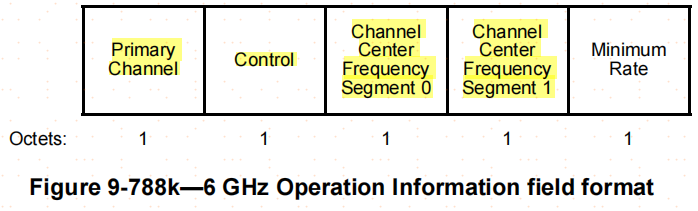 Primary
Channel
Control
Channel
Center
Frequency
Segment 0
Channel
Center
Frequency
Segment 1
Minimum
Rate
Octets: 1 1 1 1 1
Figure 9-788k—6 GHz Operation Information field format